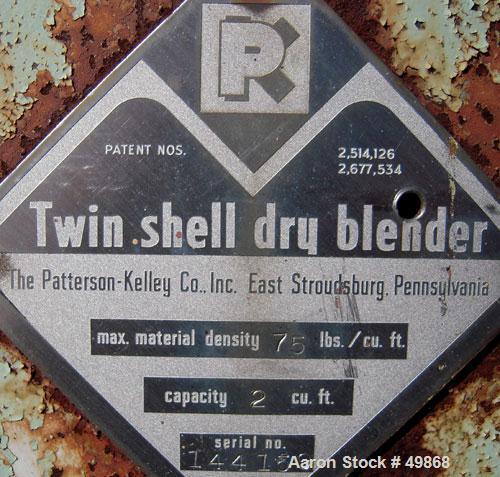 PK
PATENT NOS. 2,514,126
2,677,534
Twin shell dry blender
The Patterson-Kelley Co., Inc. East Stroudsburg, Pennsylvania
max. material density 75 lbs./cu. ft.
capacity 2 cu. ft.
serial no.
Aaron Stock # 49868